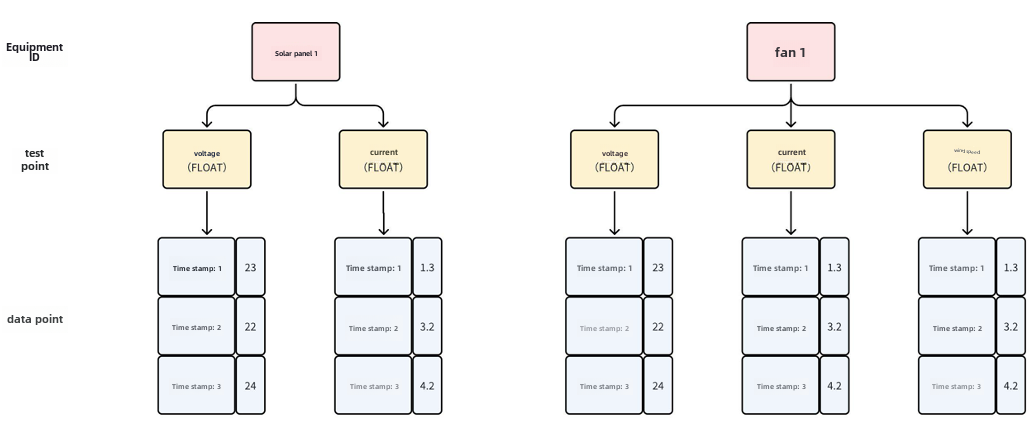 Equipment
ID
Solar panel 1
fan 1
test
point
voltage
(FLOAT)
current
(FLOAT)
voltage
(FLOAT)
current
(FLOAT)
(FLOAT)
data point
Time stamp: 1 23
Time stamp: 1 1.3
Time stamp: 1 23
Time stamp: 1 1.3
Time stamp: 1 1.3
Time stamp: 2 22
Time stamp: 2 3.2
Time stamp: 2 22
Time stamp: 2 3.2
Time stamp: 2 3.2
Time stamp: 3 24
Time stamp: 3 4.2
Time stamp: 3 24
Time stamp: 3 4.2
Time stamp: 3 4.2